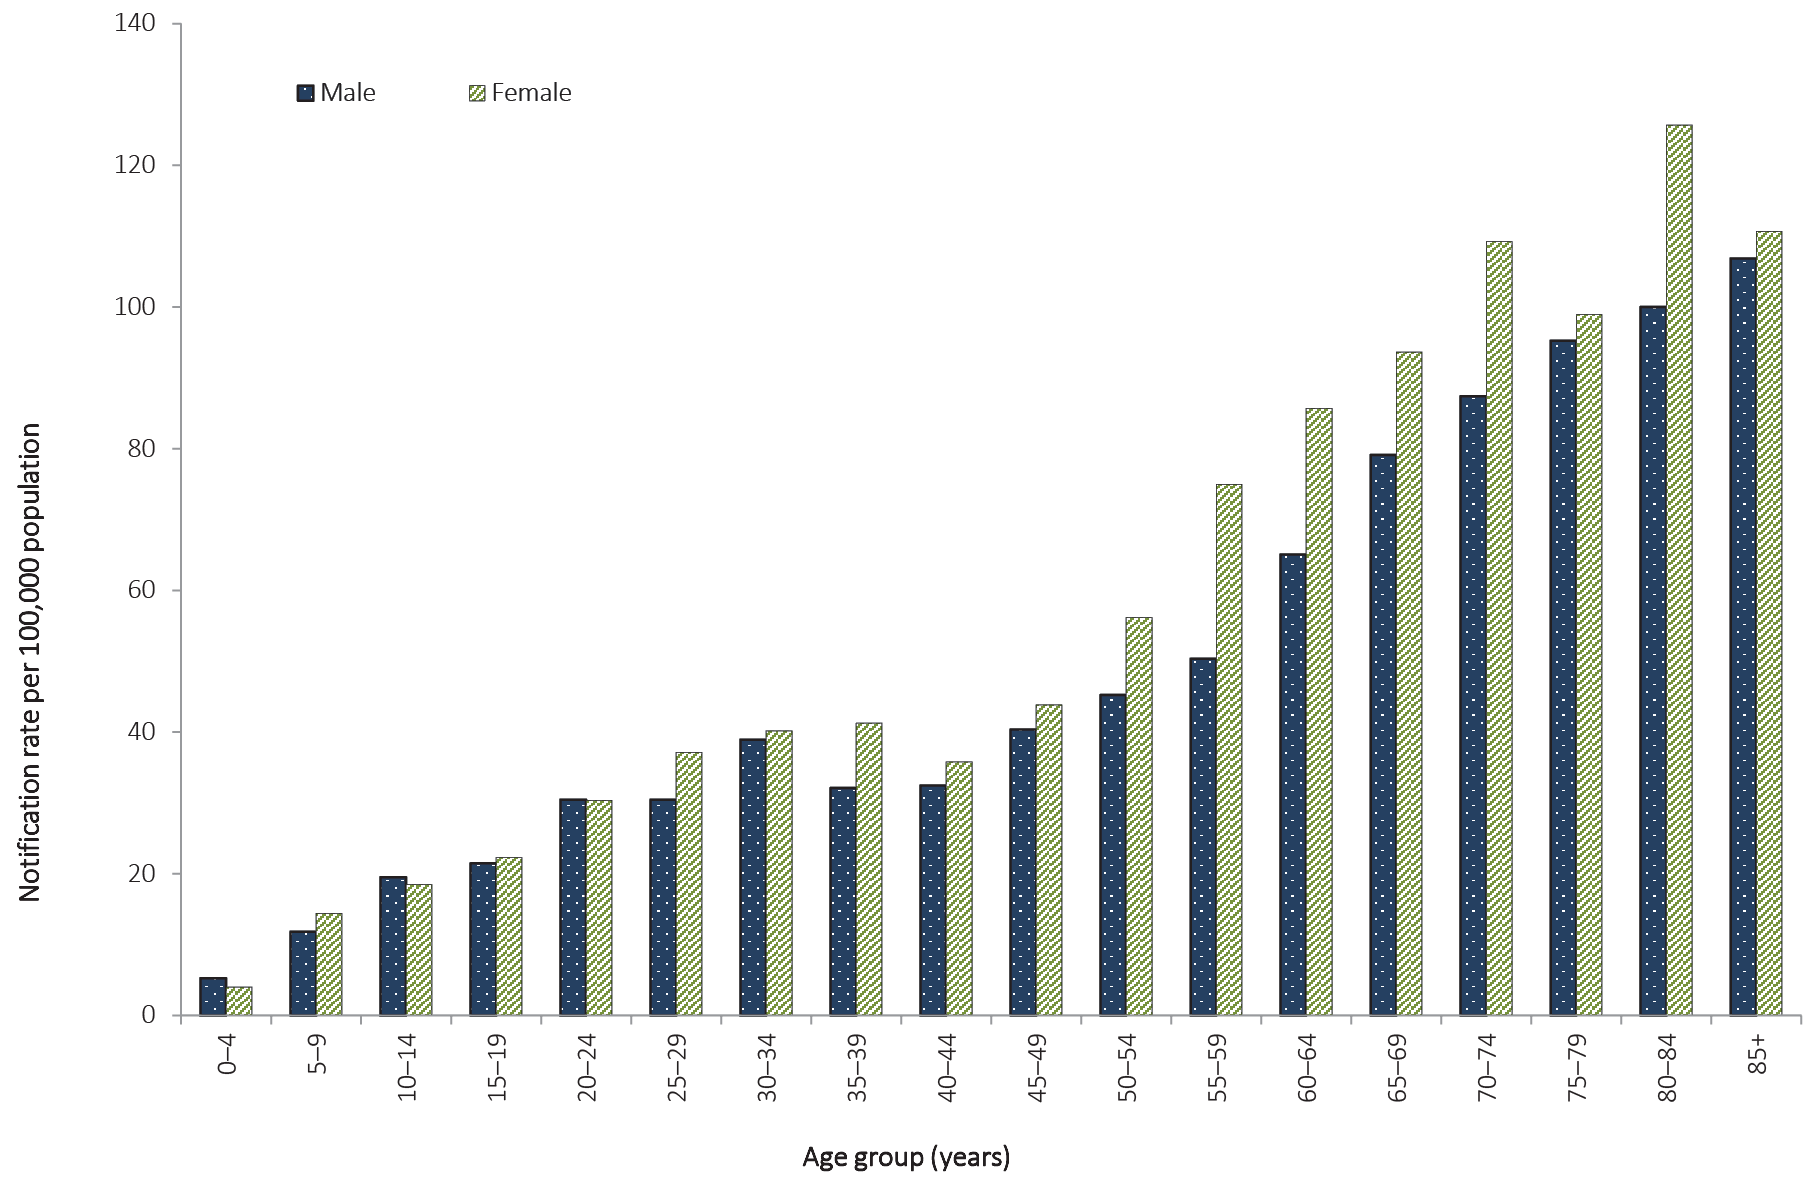 140
Male Female
120
100
80
60
40
20
0
Notification rate per 100,000 population
0–4 5–9 10–14 15–19 20–24 25–29 30–34 35–39 40–44 45–49 50–54 55–59 60–64 65–69 70–74 75–79 80–84 85+
Age group (years)